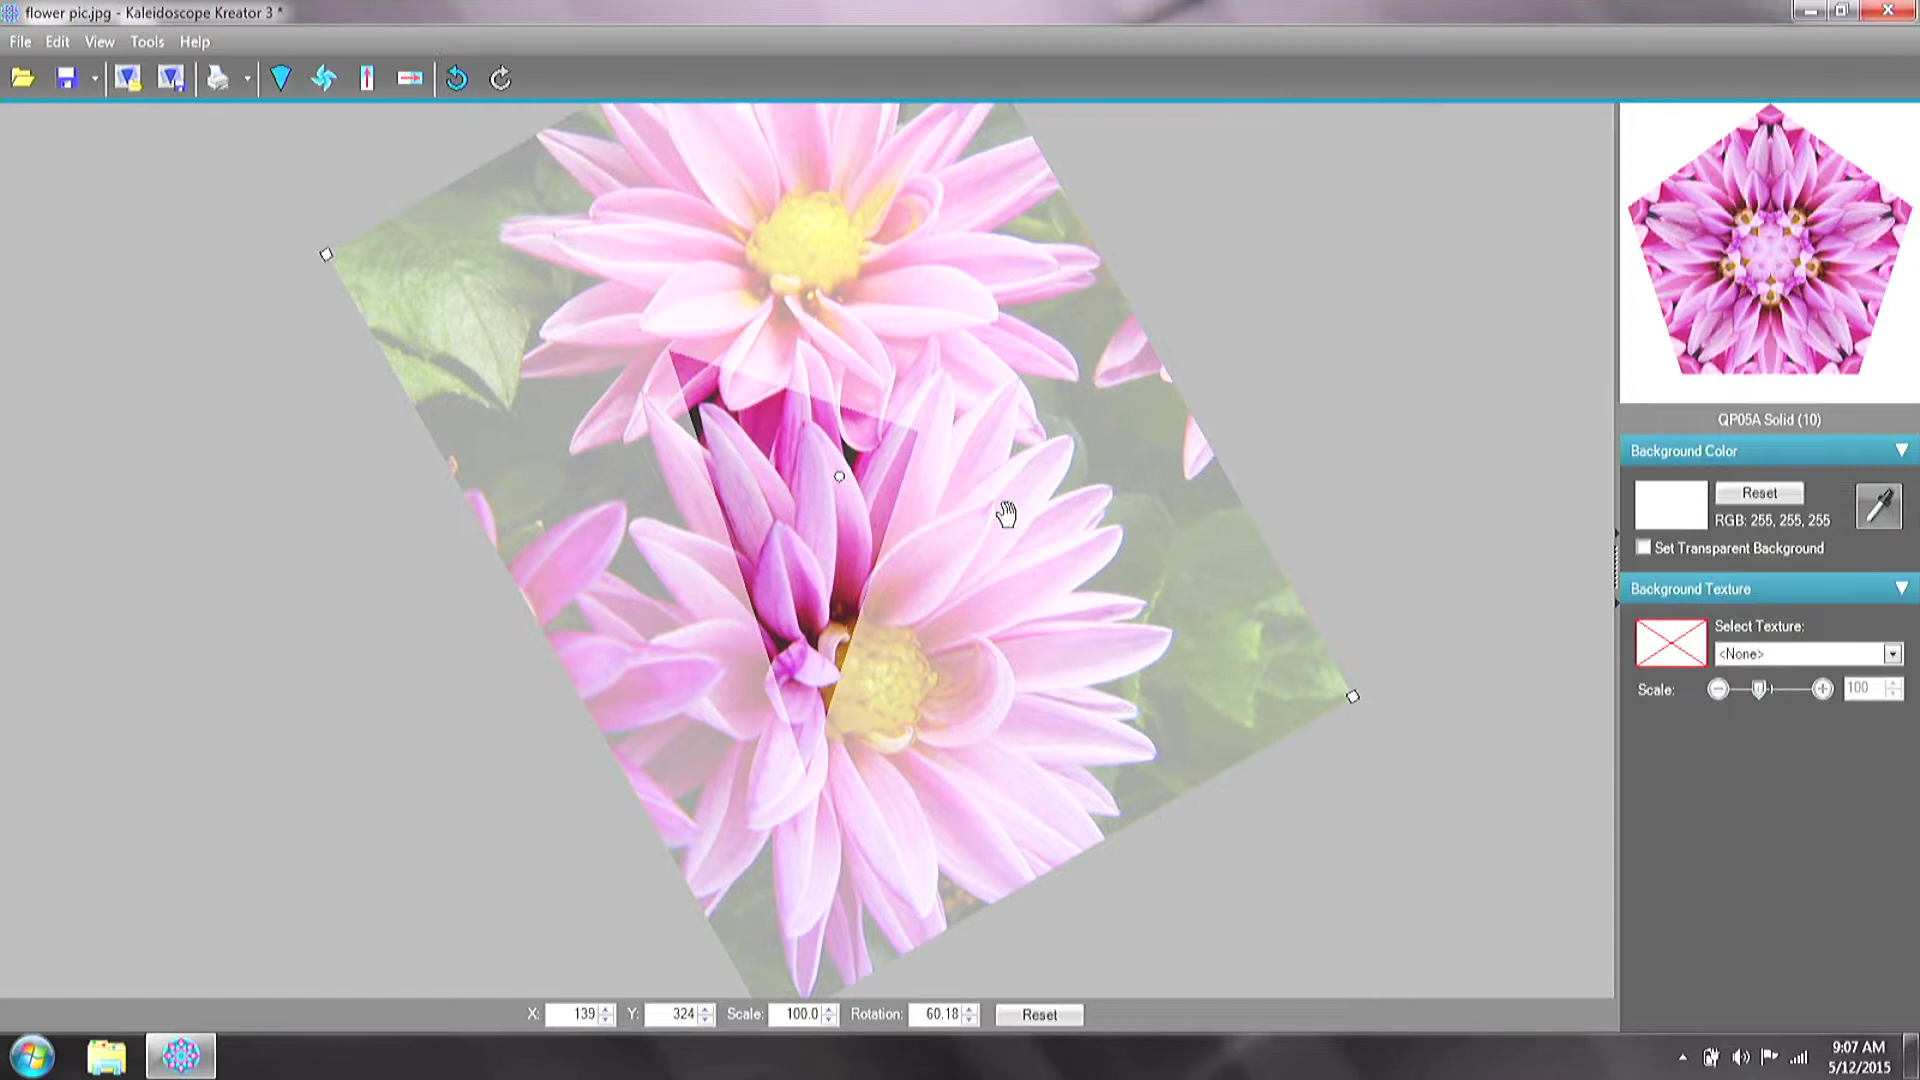 flower pic.jpg - Kaleidoscope Kreator 3 *
File Edit View Tools Help
QP05A Solid (10)
Background Color
Reset
RGB: 255, 255, 255
Set Transparent Background
Background Texture
Select Texture:
<None>
Scale: 100
X: 139 Y: 324 Scale: 100.0 Rotation: 60.18 Reset
9:07 AM
5/12/2015